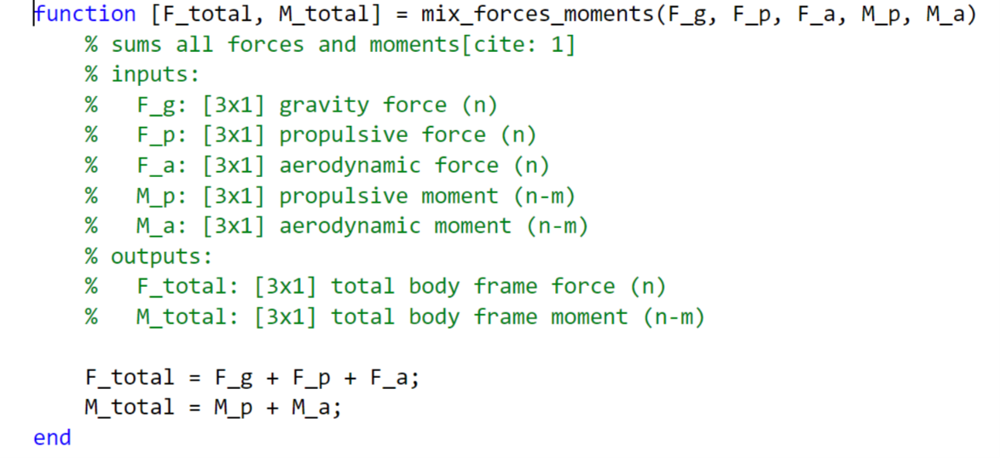 function [F_total, M_total] = mix_forces_moments(F_g, F_p, F_a, M_p, M_a)
    % sums all forces and moments[cite: 1]
    % inputs:
    %   F_g: [3x1] gravity force (n)
    %   F_p: [3x1] propulsive force (n)
    %   F_a: [3x1] aerodynamic force (n)
    %   M_p: [3x1] propulsive moment (n-m)
    %   M_a: [3x1] aerodynamic moment (n-m)
    % outputs:
    %   F_total: [3x1] total body frame force (n)
    %   M_total: [3x1] total body frame moment (n-m)

    F_total = F_g + F_p + F_a;
    M_total = M_p + M_a;
end